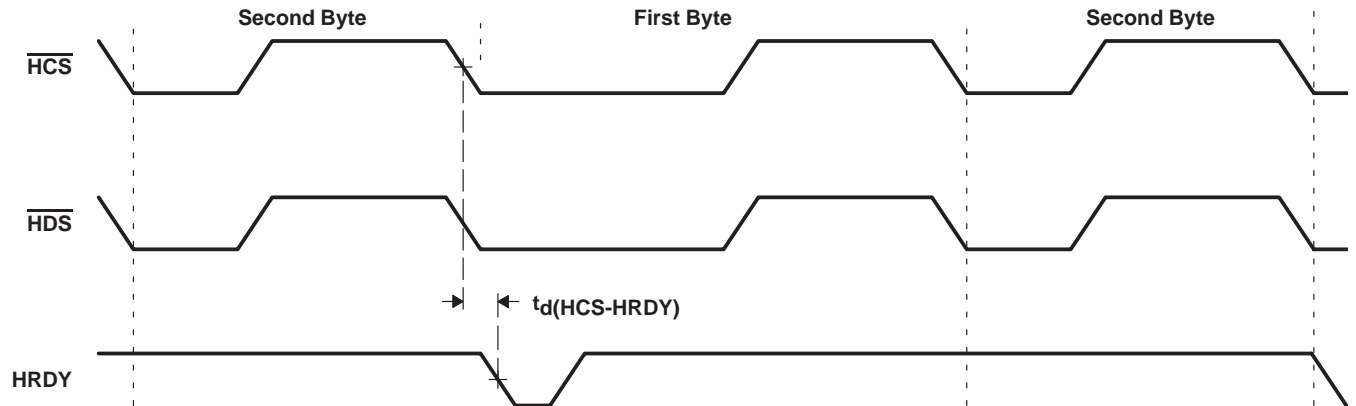 Second Byte First Byte Second Byte
HCS
HDS
td(HCS-HRDY)
HRDY